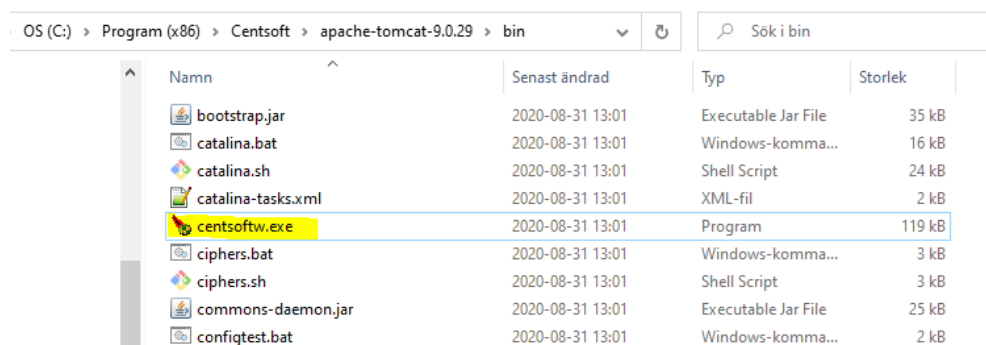 OS (C:) > Program (x86) > Centsoft > apache-tomcat-9.0.29 > bin Sök i bin
Namn Senast ändrad Typ Storlek
bootstrap.jar 2020-08-31 13:01 Executable Jar File 35 kB
catalina.bat 2020-08-31 13:01 Windows-komma... 16 kB
catalina.sh 2020-08-31 13:01 Shell Script 24 kB
catalina-tasks.xml 2020-08-31 13:01 XML-fil 2 kB
centsoftw.exe 2020-08-31 13:01 Program 119 kB
ciphers.bat 2020-08-31 13:01 Windows-komma... 3 kB
ciphers.sh 2020-08-31 13:01 Shell Script 3 kB
commons-daemon.jar 2020-08-31 13:01 Executable Jar File 25 kB
configtest.bat 2020-08-31 13:01 Windows-komma... 2 kB